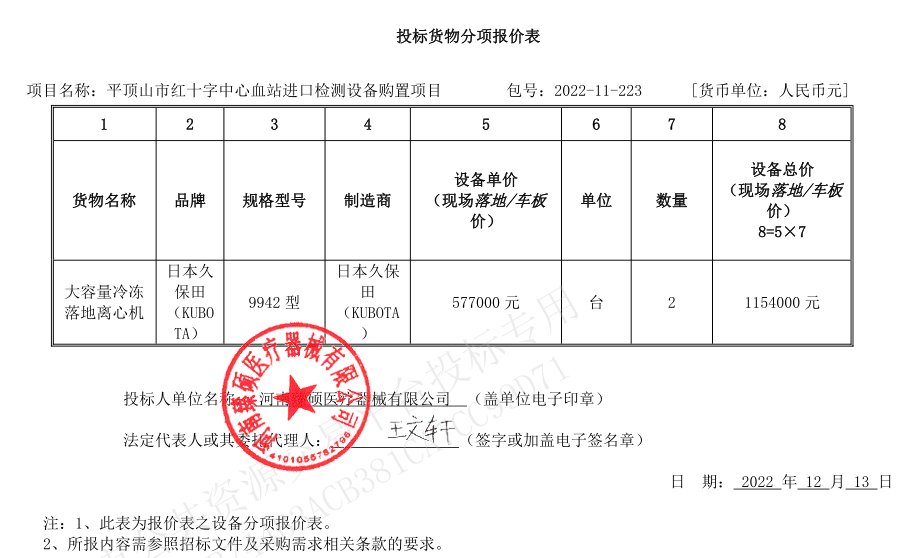 投标货物分项报价表
项目名称：平顶山市红十字中心血站进口检测设备购置项目 包号：2022-11-223 [货币单位：人民币元]
1 2 3 4 5 6 7 8
货物名称 品牌 规格型号 制造商 设备单价（现场落地/车板价） 单位 数量 设备总价（现场落地/车板价）8=5×7
大容量冷冻落地离心机 日本久保田（KUBOTA） 9942 型 日本久保田（KUBOTA） 577000 元 台 2 1154000 元
投标人单位名称：河南臻硕医疗器械有限公司（盖单位电子印章）
法定代表人或其委托代理人：王文轩（签字或加盖电子签名章）
日 期：2022 年 12 月 13 日
注：1、此表为报价表之设备分项报价表。
2、所报内容需参照招标文件及采购需求相关条款的要求。
河南臻硕医疗器械有限公司
4101055782796
台投标专用